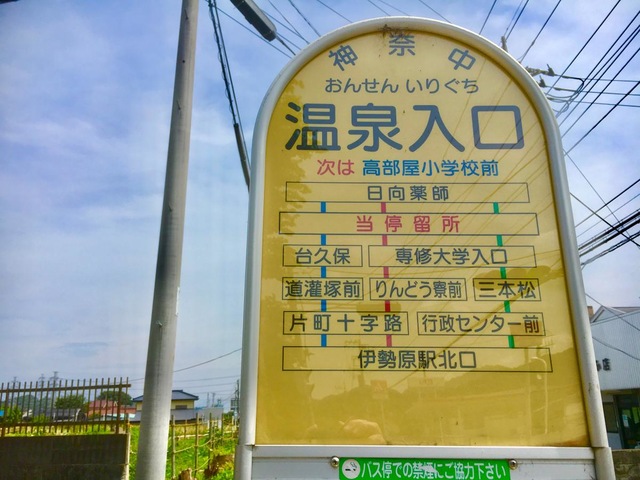 神奈中
おんせん いりぐち
温泉入口
次は 高部屋小学校前
日向薬師
当停留所
台久保 専修大学入口
道灌塚前 りんどう寮前 三本松
片町十字路 行政センター前
伊勢原駅北口
バス停での禁煙にご協力下さい